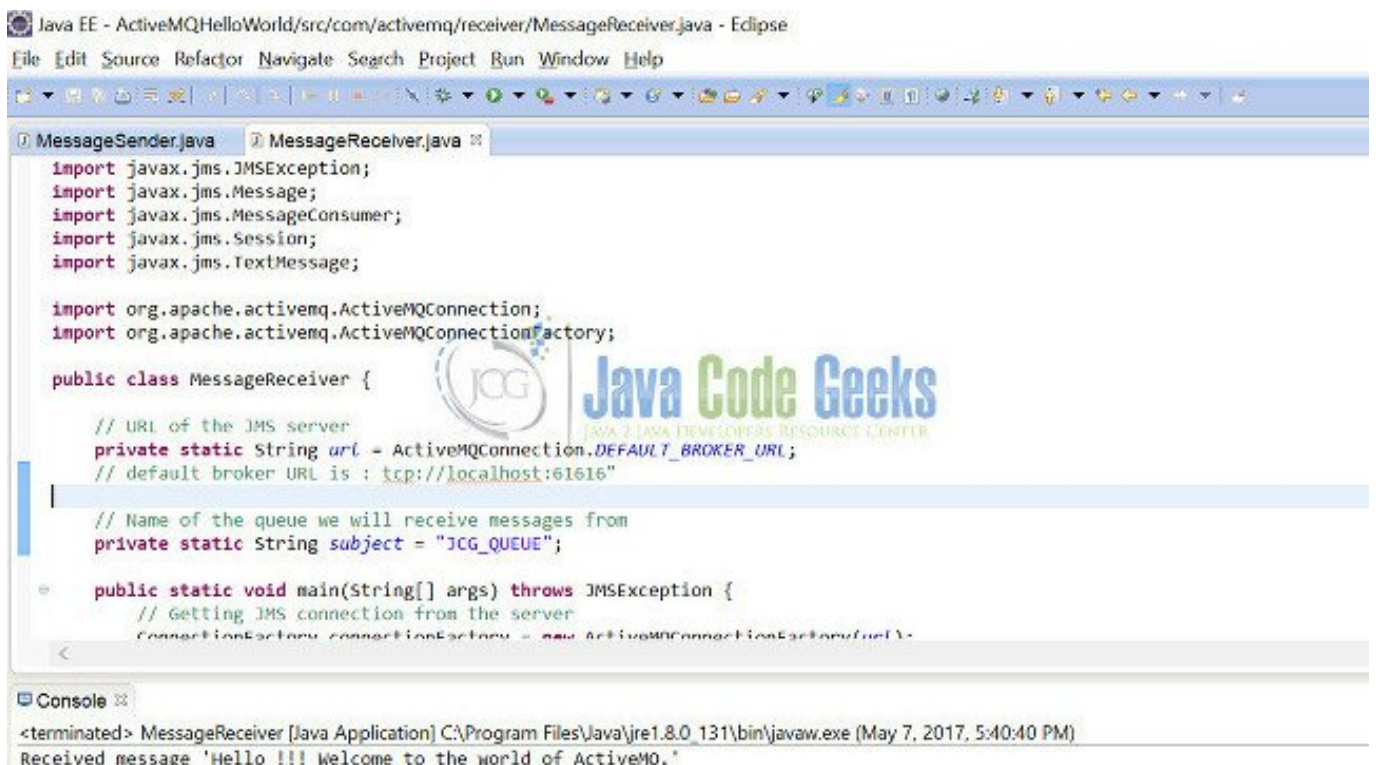 Java EE - ActiveMQHelloWorld/src/com/activemq/receiver/MessageReceiver.java - Eclipse
File Edit Source Refactor Navigate Search Project Run Window Help
MessageSender.java MessageReceiver.java
import javax.jms.JMSException;
import javax.jms.Message;
import javax.jms.MessageConsumer;
import javax.jms.Session;
import javax.jms.TextMessage;
import org.apache.activemq.ActiveMQConnection;
import org.apache.activemq.ActiveMQConnectionFactory;
public class MessageReceiver {
JCG
Java Code Geeks
JAVA 2 JAVA DEVELOPERS RESOURCE CENTER
// URL of the JMS server
private static String url = ActiveMQConnection.DEFAULT_BROKER_URL;
// default broker URL is : tcp://localhost:61616"
// Name of the queue we will receive messages from
private static String subject = "JCG_QUEUE";
public static void main(String[] args) throws JMSException {
// Getting JMS connection from the server
ConnectionFactory connectionFactory = new ActiveMQConnectionFactory(url);
Console
<terminated> MessageReceiver [Java Application] C:\Program Files\Java\jre1.8.0_131\bin\javaw.exe (May 7, 2017, 5:40:40 PM)
Received message 'Hello !!! Welcome to the world of ActiveMQ.'